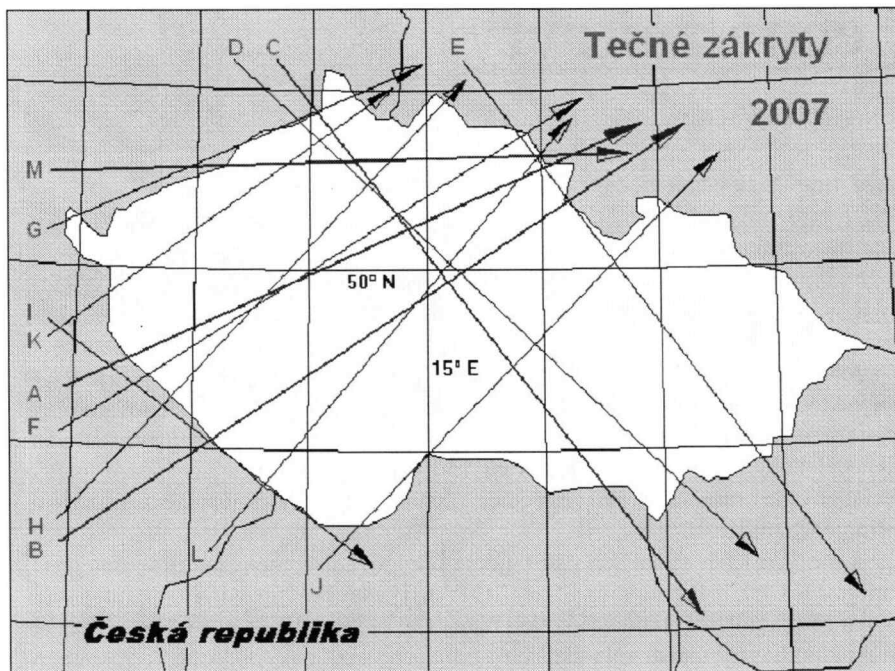 D C E
Tečné zákryty
2007
M
G
50° N
I
K
15° E
A
F
H
B
L
J
Česká republika